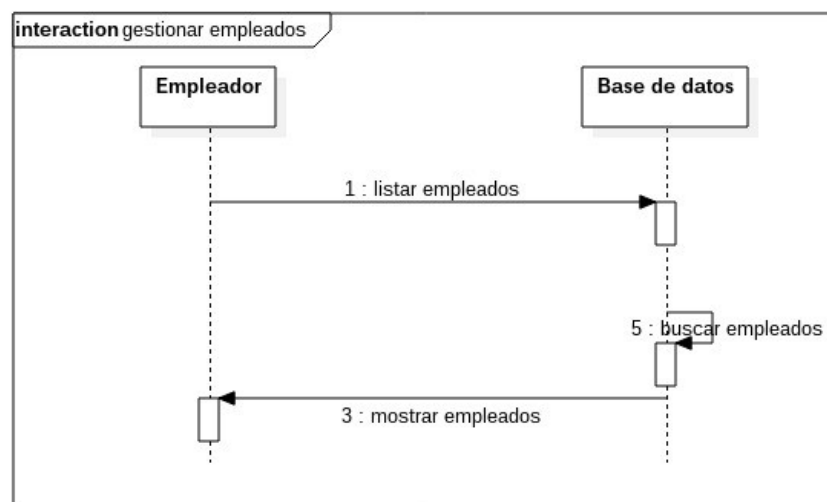 interaction gestionar empleados
Empleador
Base de datos
1 : listar empleados
5 : buscar empleados
3 : mostrar empleados